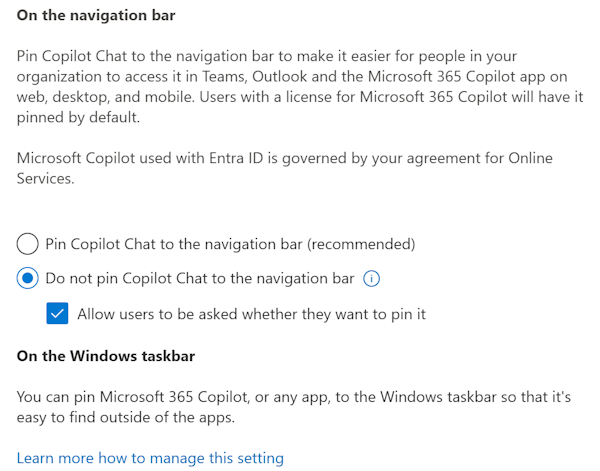 On the navigation bar
Pin Copilot Chat to the navigation bar to make it easier for people in your
organization to access it in Teams, Outlook and the Microsoft 365 Copilot app on
web, desktop, and mobile. Users with a license for Microsoft 365 Copilot will have it
pinned by default.
Microsoft Copilot used with Entra ID is governed by your agreement for Online
Services.
Pin Copilot Chat to the navigation bar (recommended)
Do not pin Copilot Chat to the navigation bar
Allow users to be asked whether they want to pin it
On the Windows taskbar
You can pin Microsoft 365 Copilot, or any app, to the Windows taskbar so that it's
easy to find outside of the apps.
Learn more how to manage this setting